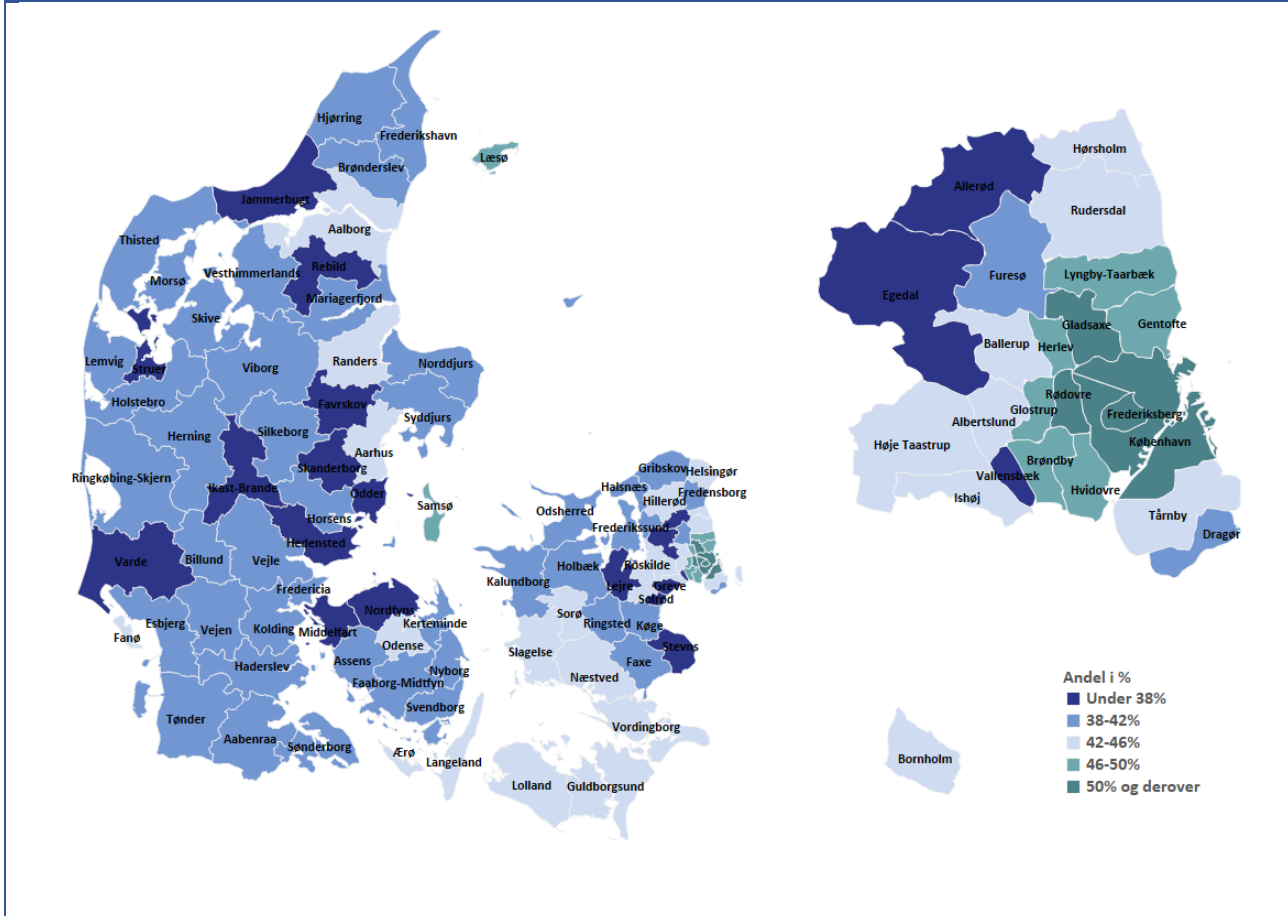 Hjørring
Frederikshavn
Læsø
Brønderslev
Jammerbugt
Aalborg
Thisted
Rebild
Vesthimmerlands
Morsø
Mariagerfjord
Skive
Lemvig
Struer
Viborg
Randers
Norddjurs
Holstebro
Favrskov
Syddjurs
Herning
Silkeborg
Aarhus
Skanderborg
Ringkøbing-Skjern
Ikast-Brande
Odder
Samsø
Horsens
Hedensted
Varde
Billund
Vejle
Fredericia
Nordfyns
Middelfart
Kerteminde
Esbjerg
Fanø
Vejen
Kolding
Odense
Haderslev
Assens
Nyborg
Faaborg-Midtfyn
Svendborg
Tønder
Aabenraa
Sønderborg
Ærø
Langeland
Gribskov
Helsingør
Halsnæs
Hillerød
Fredensborg
Odsherred
Frederikssund
Kalundborg
Holbæk
Roskilde
Lejre
Greve
Solrød
Sorø
Ringsted
Køge
Stevns
Slagelse
Faxe
Næstved
Vordingborg
Lolland
Guldborgsund
Hørsholm
Allerød
Rudersdal
Furesø
Lyngby-Taarbæk
Egedal
Gladsaxe
Gentofte
Ballerup
Herlev
Rødovre
Glostrup
Frederiksberg
Albertslund
Høje Taastrup
København
Brøndby
Vallensbæk
Hvidovre
Ishøj
Tårnby
Dragør
Bornholm
Andel i %
Under 38%
38-42%
42-46%
46-50%
50% og derover